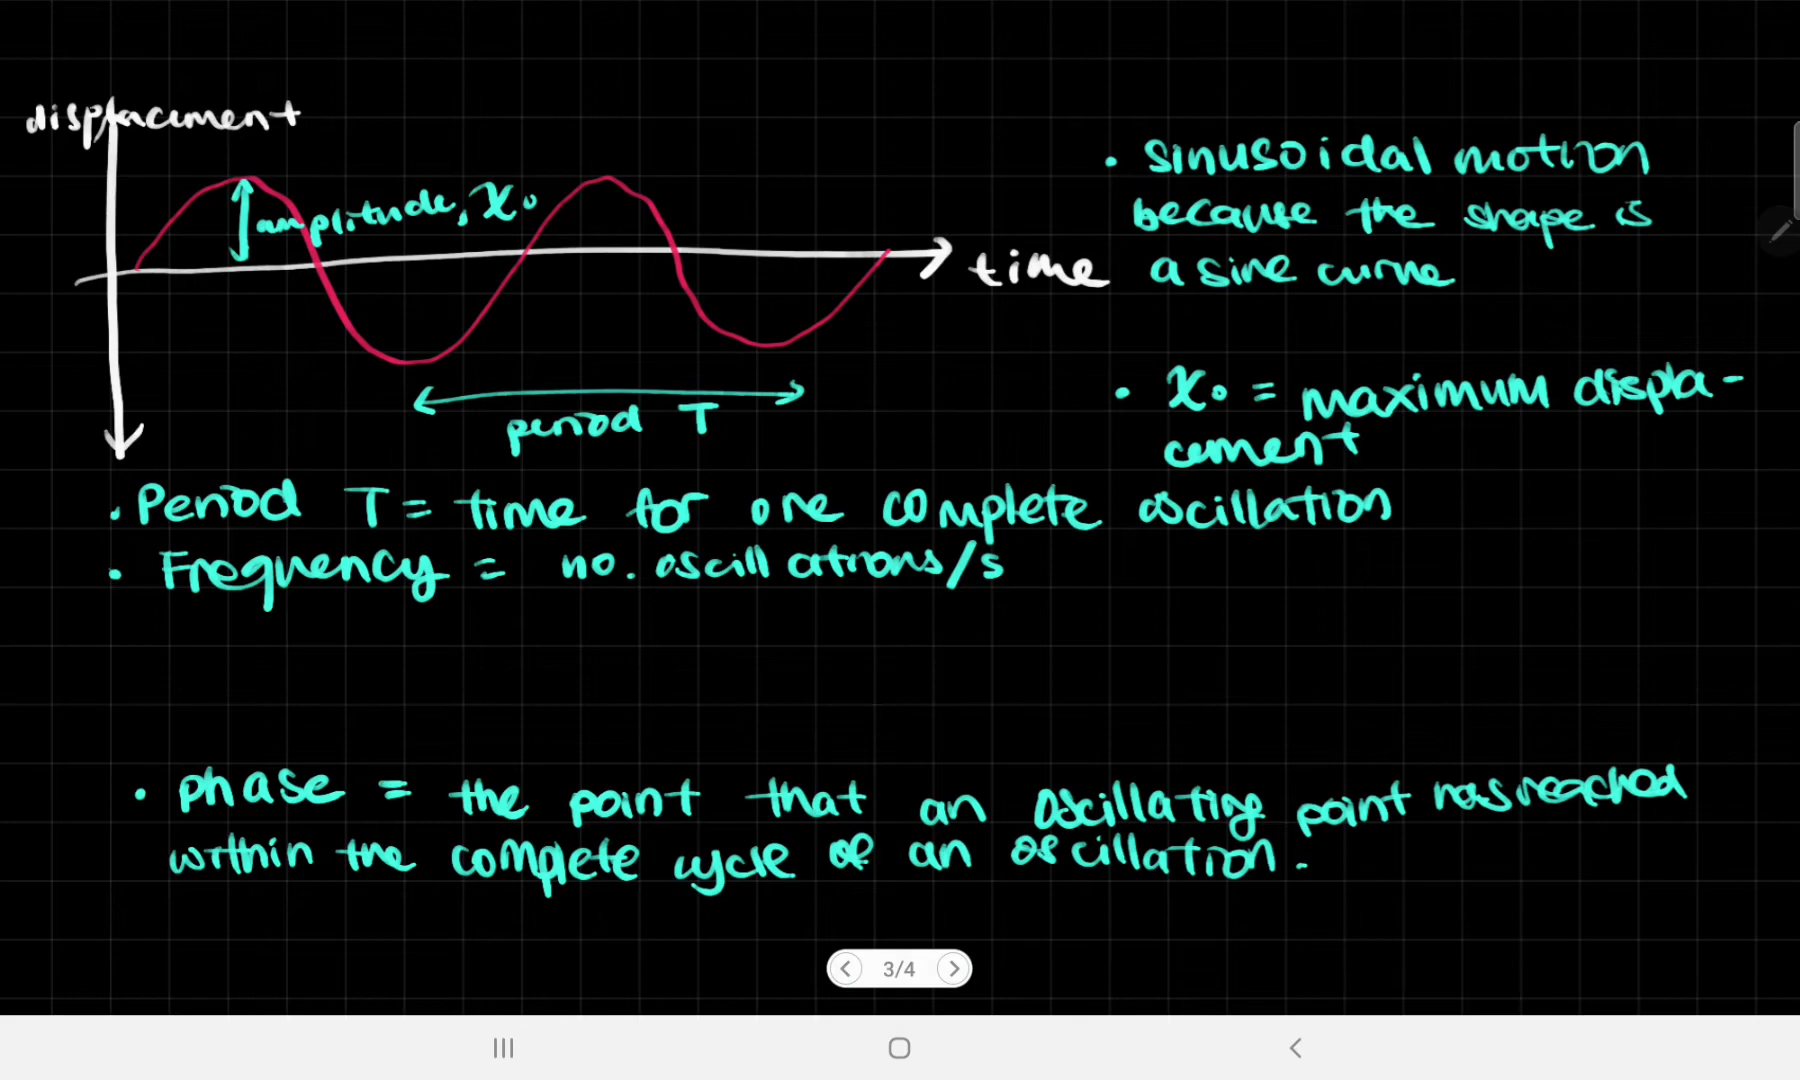 displacement
amplitude, x₀
time
period T
• sinusoidal motion
because the shape is
a sine curve
• x₀ = maximum displa-
cement
• Period T = time for one complete oscillation
• Frequency = no. oscillations/s
• phase = the point that an oscillating point has reached
within the complete cycle of an oscillation.
3/4